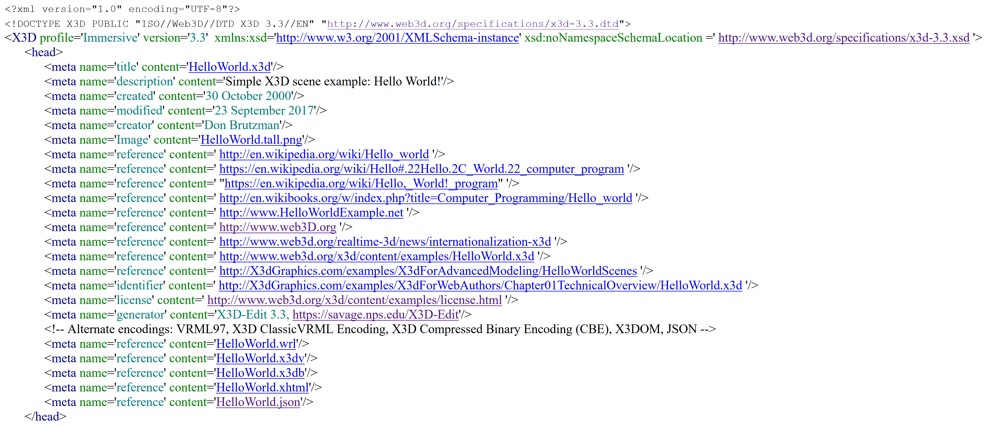 <?xml version="1.0" encoding="UTF-8"?>
<!DOCTYPE X3D PUBLIC "ISO//Web3D//DTD X3D 3.3//EN" "http://www.web3d.org/specifications/x3d-3.3.dtd">
<X3D profile='Immersive' version='3.3'  xmlns:xsd='http://www.w3.org/2001/XMLSchema-instance' xsd:noNamespaceSchemaLocation =' http://www.web3d.org/specifications/x3d-3.3.xsd '>
<head>
<meta name='title' content='HelloWorld.x3d'/>
<meta name='description' content='Simple X3D scene example: Hello World!'/>
<meta name='created' content='30 October 2000'/>
<meta name='modified' content='23 September 2017'/>
<meta name='creator' content='Don Brutzman'/>
<meta name='Image' content='HelloWorld.tall.png'/>
<meta name='reference' content=' http://en.wikipedia.org/wiki/Hello_world '/>
<meta name='reference' content=' https://en.wikipedia.org/wiki/Hello#.22Hello.2C_World.22_computer_program '/>
<meta name='reference' content=' "https://en.wikipedia.org/wiki/Hello,_World!_program" '/>
<meta name='reference' content=' http://en.wikibooks.org/w/index.php?title=Computer_Programming/Hello_world '/>
<meta name='reference' content=' http://www.HelloWorldExample.net '/>
<meta name='reference' content=' http://www.web3D.org '/>
<meta name='reference' content=' http://www.web3d.org/realtime-3d/news/internationalization-x3d '/>
<meta name='reference' content=' http://www.web3d.org/x3d/content/examples/HelloWorld.x3d '/>
<meta name='reference' content=' http://X3dGraphics.com/examples/X3dForAdvancedModeling/HelloWorldScenes '/>
<meta name='identifier' content=' http://X3dGraphics.com/examples/X3dForWebAuthors/Chapter01TechnicalOverview/HelloWorld.x3d '/>
<meta name='license' content=' http://www.web3d.org/x3d/content/examples/license.html '/>
<meta name='generator' content='X3D-Edit 3.3, https://savage.nps.edu/X3D-Edit'/>
<!-- Alternate encodings: VRML97, X3D ClassicVRML Encoding, X3D Compressed Binary Encoding (CBE), X3DOM, JSON -->
<meta name='reference' content='HelloWorld.wrl'/>
<meta name='reference' content='HelloWorld.x3dv'/>
<meta name='reference' content='HelloWorld.x3db'/>
<meta name='reference' content='HelloWorld.xhtml'/>
<meta name='reference' content='HelloWorld.json'/>
</head>